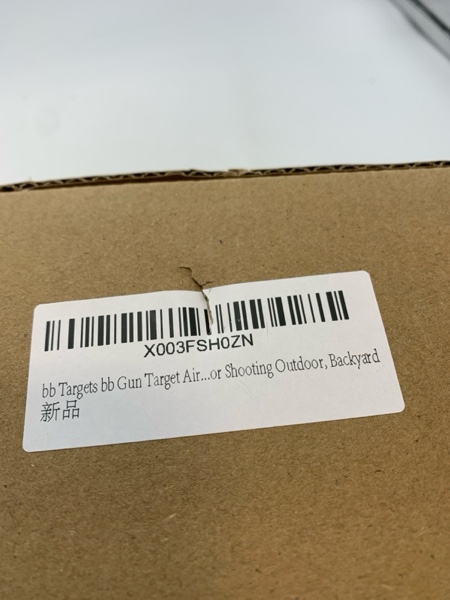 X003FSH0ZN
bb Targets bb Gun Target Air...or Shooting Outdoor, Backyard
新品